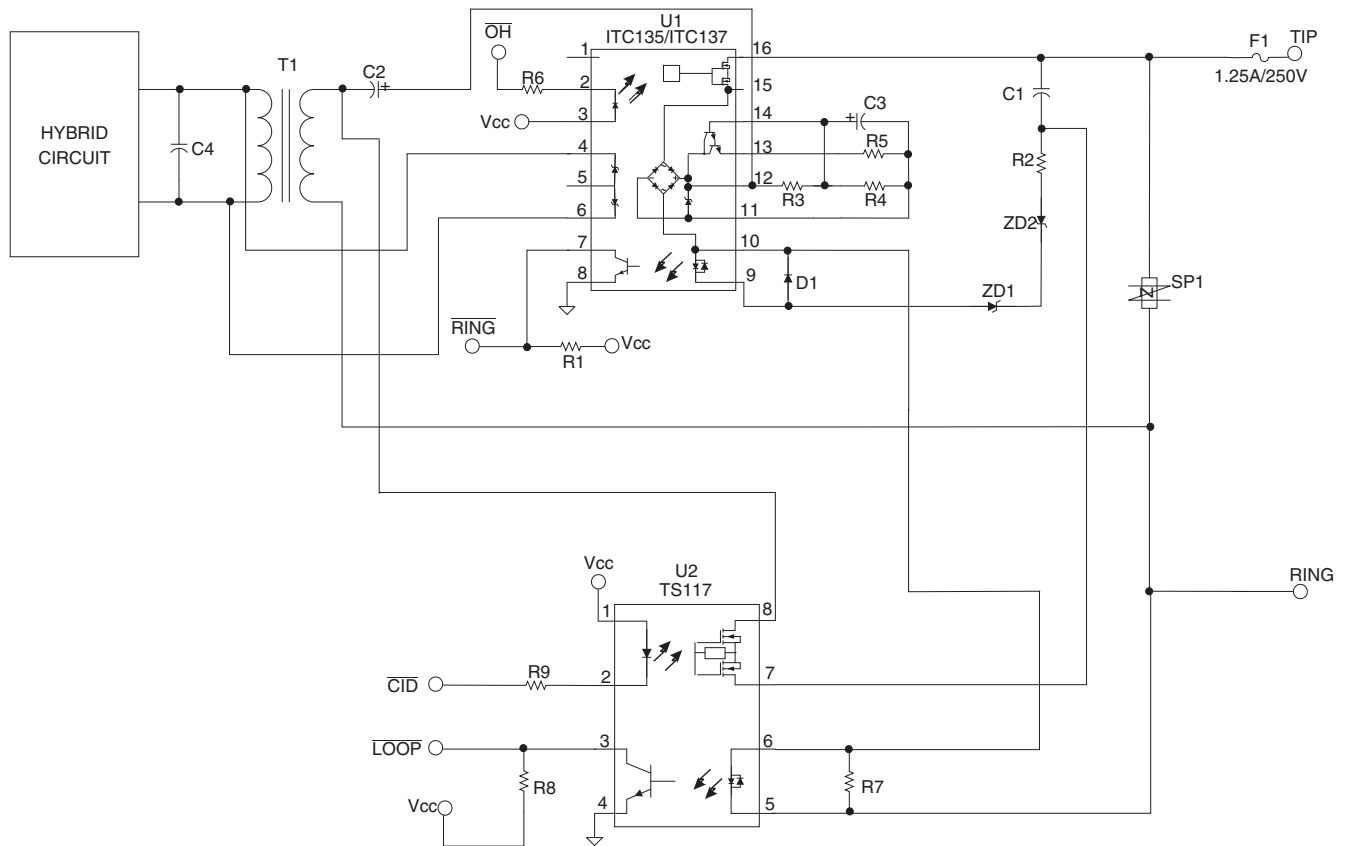 U1
ITC135/ITC137
OH
F1
TIP
1.25A/250V
T1
C2
HYBRID
CIRCUIT
C4
R6
Vcc
1
2
3
4
5
6
7
8
16
15
14
13
12
11
10
9
C3
R5
R3
R4
C1
R2
ZD2
D1
ZD1
SP1
RING
R1
Vcc
RING
Vcc
U2
TS117
1
2
3
4
8
7
6
5
CID
R9
LOOP
R8
Vcc
R7